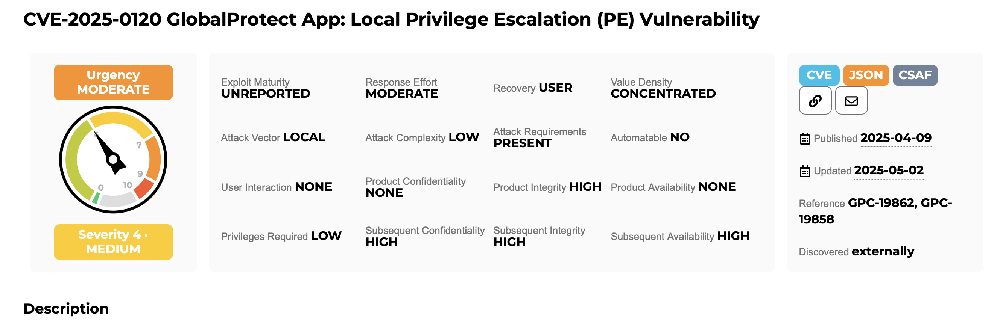 CVE-2025-0120 GlobalProtect App: Local Privilege Escalation (PE) Vulnerability
Urgency
MODERATE
7
9
10
0
Severity 4 ·
MEDIUM
Exploit Maturity
UNREPORTED
Response Effort
MODERATE
Recovery USER
Value Density
CONCENTRATED
Attack Vector LOCAL
Attack Complexity LOW
Attack Requirements
PRESENT
Automatable NO
User Interaction NONE
Product Confidentiality
NONE
Product Integrity HIGH
Product Availability NONE
Privileges Required LOW
Subsequent Confidentiality
HIGH
Subsequent Integrity
HIGH
Subsequent Availability HIGH
CVE JSON CSAF
Published 2025-04-09
Updated 2025-05-02
Reference GPC-19862, GPC-
19858
Discovered externally
Description